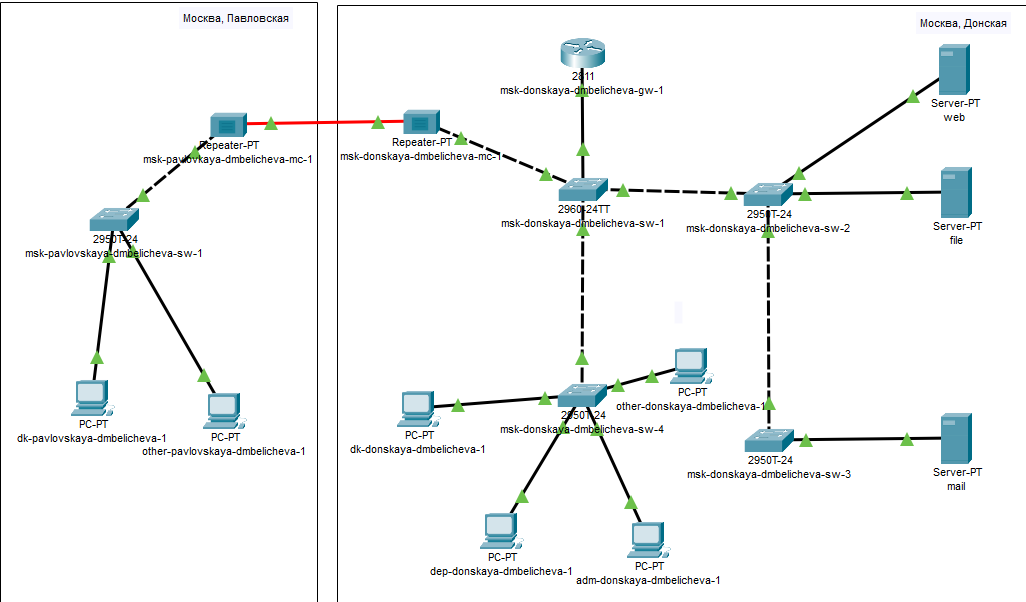 Москва, Павловская
Repeater-PT
msk-pavlovkaya-dmbelicheva-mc-1
2950T-24
msk-pavlovskaya-dmbelicheva-sw-1
PC-PT
dk-pavlovskaya-dmbelicheva-1
PC-PT
other-pavlovskaya-dmbelicheva-1
Москва, Донская
2811
msk-donskaya-dmbelicheva-gw-1
Repeater-PT
msk-donskaya-dmbelicheva-mc-1
2960-24TT
msk-donskaya-dmbelicheva-sw-1
2950T-24
msk-donskaya-dmbelicheva-sw-2
Server-PT
web
Server-PT
file
PC-PT
other-donskaya-dmbelicheva-1
2950T-24
msk-donskaya-dmbelicheva-sw-4
PC-PT
dk-donskaya-dmbelicheva-1
2950T-24
msk-donskaya-dmbelicheva-sw-3
Server-PT
mail
PC-PT
dep-donskaya-dmbelicheva-1
PC-PT
adm-donskaya-dmbelicheva-1